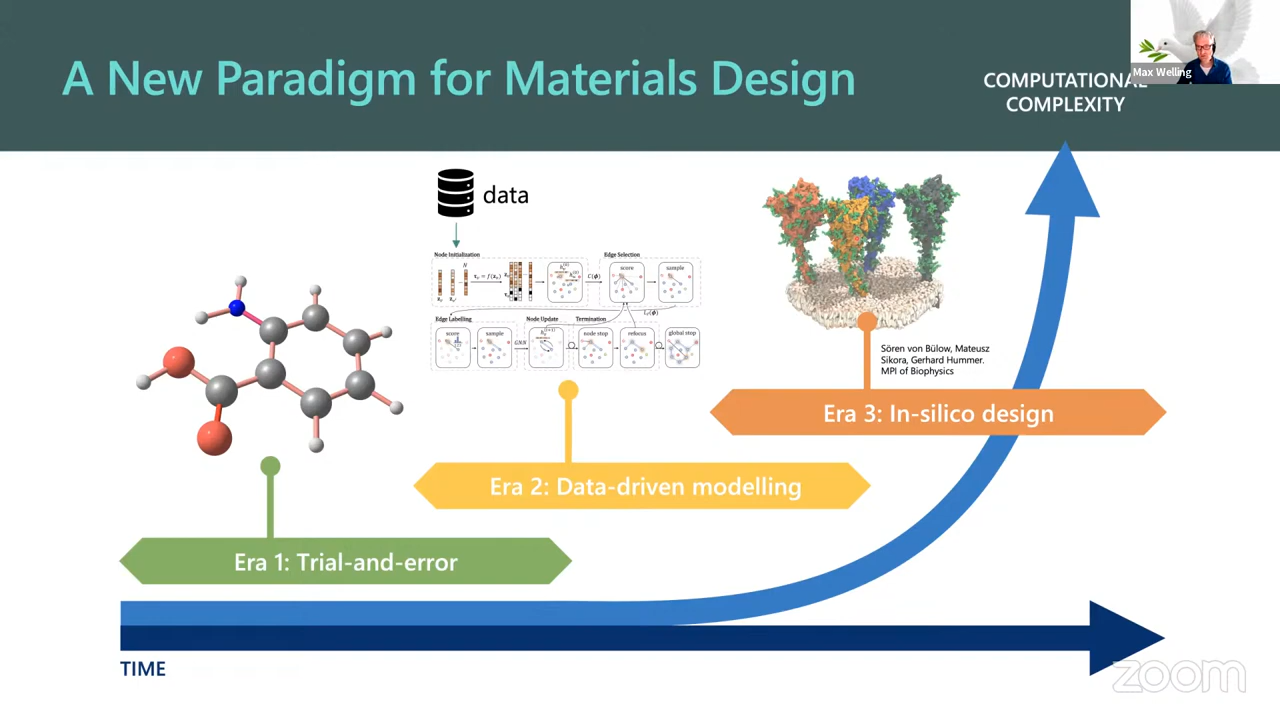 A New Paradigm for Materials Design
COMPUTATIONAL
COMPLEXITY
Max Welling
data
Node Initialization
Edge Selection
score
sample
Edge Labelling
Node Update
Termination
score
sample
GNN
node stop
refocus
global stop
Sören von Bülow, Mateusz
Sikora, Gerhard Hummer.
MPI of Biophysics
Era 3: In-silico design
Era 2: Data-driven modelling
Era 1: Trial-and-error
TIME
zoom